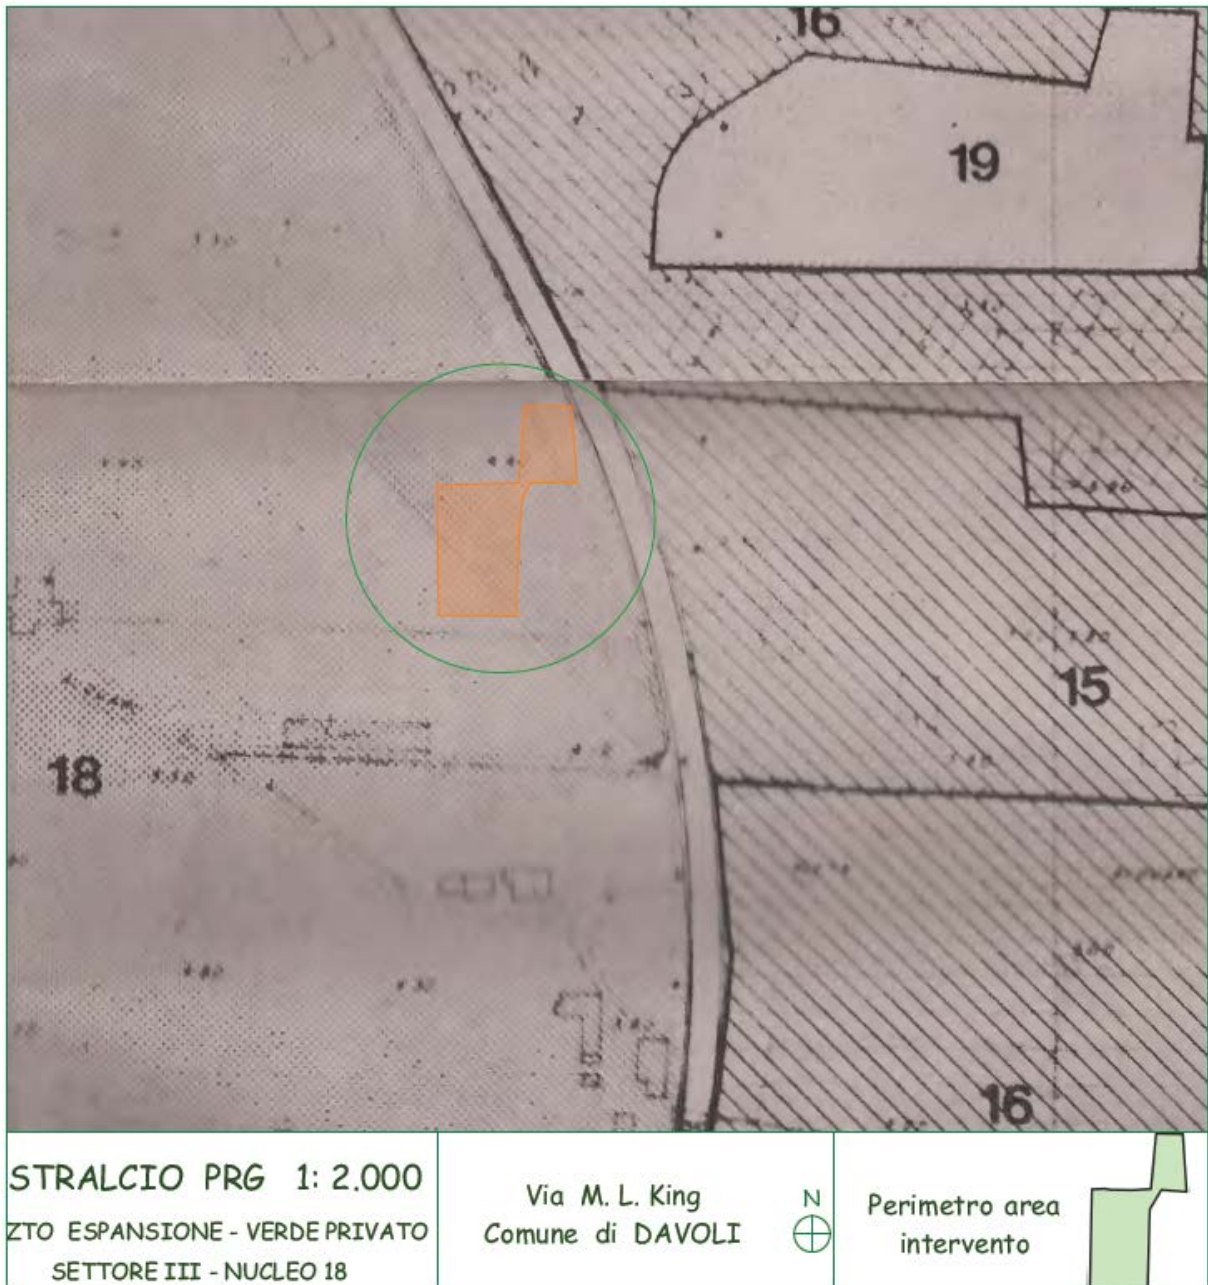 16
19
15
18
16
STRALCIO PRG 1: 2.000
ZTO ESPANSIONE - VERDE PRIVATO
SETTORE III - NUCLEO 18
Via M. L. King
Comune di DAVOLI
N
Perimetro area
intervento